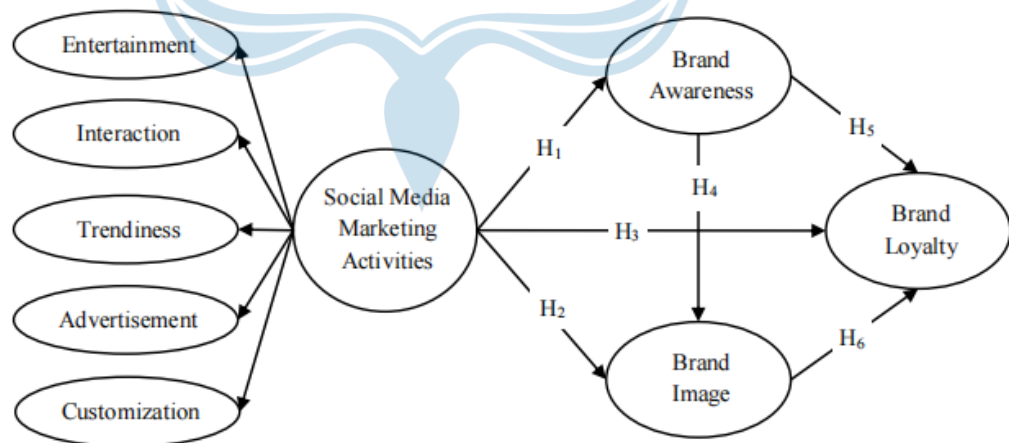 Entertainment
Interaction
Trendiness
Advertisement
Customization
Social Media
Marketing
Activities
H₁
H₂
H₃
H₄
H₅
H₆
Brand
Awareness
Brand
Image
Brand
Loyalty